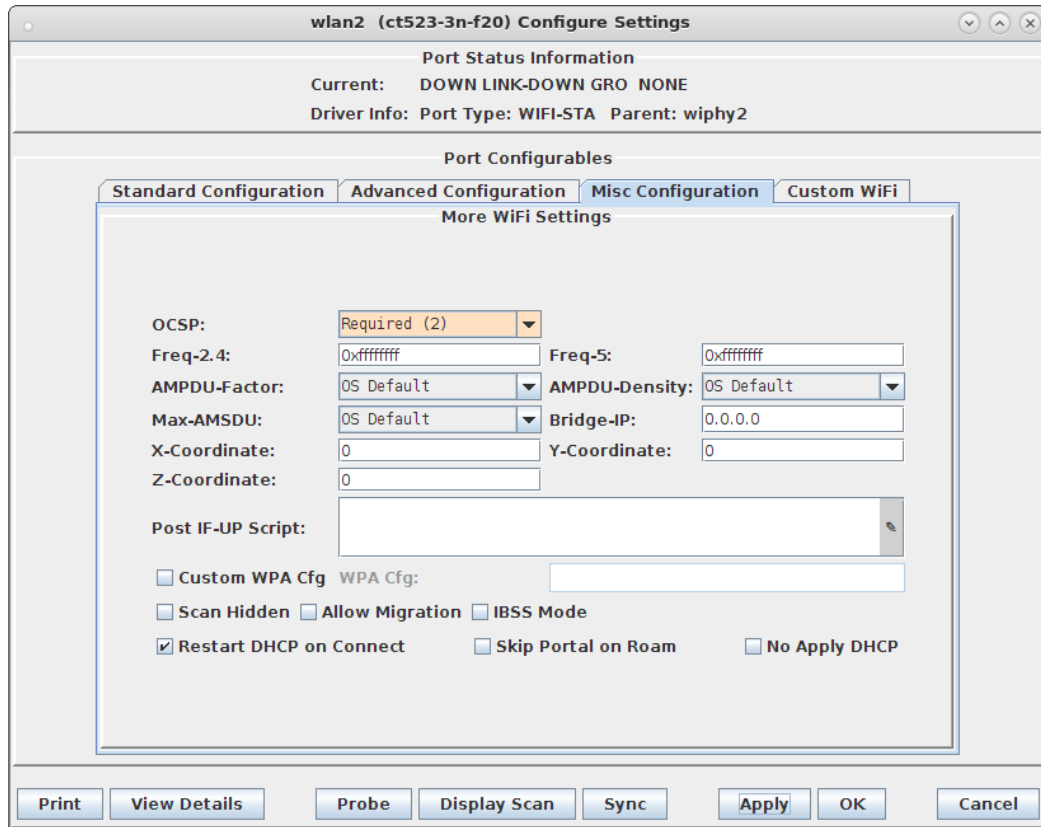 wlan2 (ct523-3n-f20) Configure Settings
Port Status Information
Current: DOWN LINK-DOWN GRO NONE
Driver Info: Port Type: WIFI-STA Parent: wiphy2
Port Configurables
Standard Configuration Advanced Configuration Misc Configuration Custom WiFi
More WiFi Settings
OCSP: Required (2)
Freq-2.4: 0xffffffff Freq-5: 0xffffffff
AMPDU-Factor: OS Default AMPDU-Density: OS Default
Max-AMSDU: OS Default Bridge-IP: 0.0.0.0
X-Coordinate: 0 Y-Coordinate: 0
Z-Coordinate: 0
Post IF-UP Script:
Custom WPA Cfg WPA Cfg:
Scan Hidden Allow Migration IBSS Mode
Restart DHCP on Connect Skip Portal on Roam No Apply DHCP
Print View Details Probe Display Scan Sync Apply OK Cancel